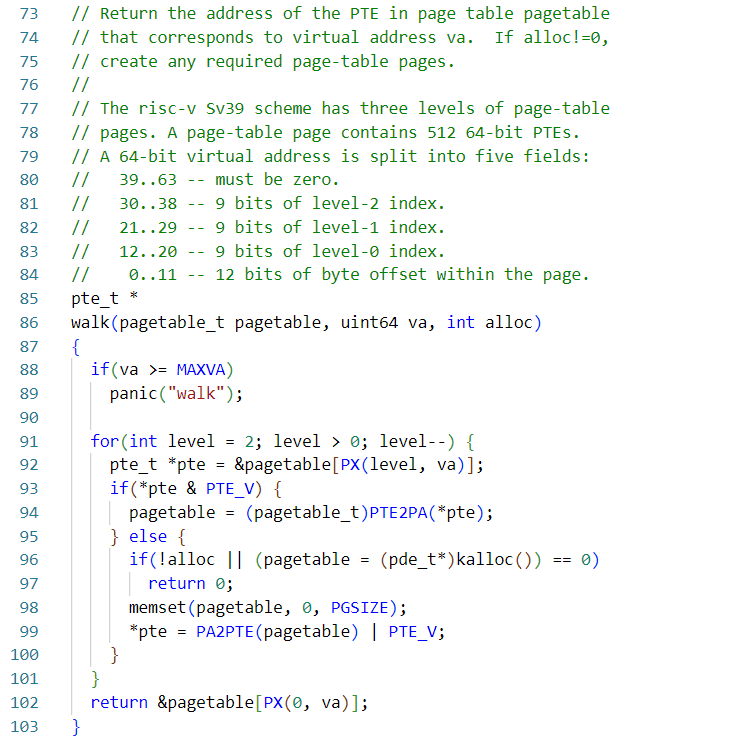 73 // Return the address of the PTE in page table pagetable
74 // that corresponds to virtual address va.  If alloc!=0,
75 // create any required page-table pages.
76 //
77 // The risc-v Sv39 scheme has three levels of page-table
78 // pages. A page-table page contains 512 64-bit PTEs.
79 // A 64-bit virtual address is split into five fields:
80 //   39..63 -- must be zero.
81 //   30..38 -- 9 bits of level-2 index.
82 //   21..29 -- 9 bits of level-1 index.
83 //   12..20 -- 9 bits of level-0 index.
84 //    0..11 -- 12 bits of byte offset within the page.
85 pte_t *
86 walk(pagetable_t pagetable, uint64 va, int alloc)
87 {
88   if(va >= MAXVA)
89     panic("walk");
90
91   for(int level = 2; level > 0; level--) {
92     pte_t *pte = &pagetable[PX(level, va)];
93     if(*pte & PTE_V) {
94       pagetable = (pagetable_t)PTE2PA(*pte);
95     } else {
96       if(!alloc || (pagetable = (pde_t*)kalloc()) == 0)
97         return 0;
98       memset(pagetable, 0, PGSIZE);
99       *pte = PA2PTE(pagetable) | PTE_V;
100     }
101   }
102   return &pagetable[PX(0, va)];
103 }